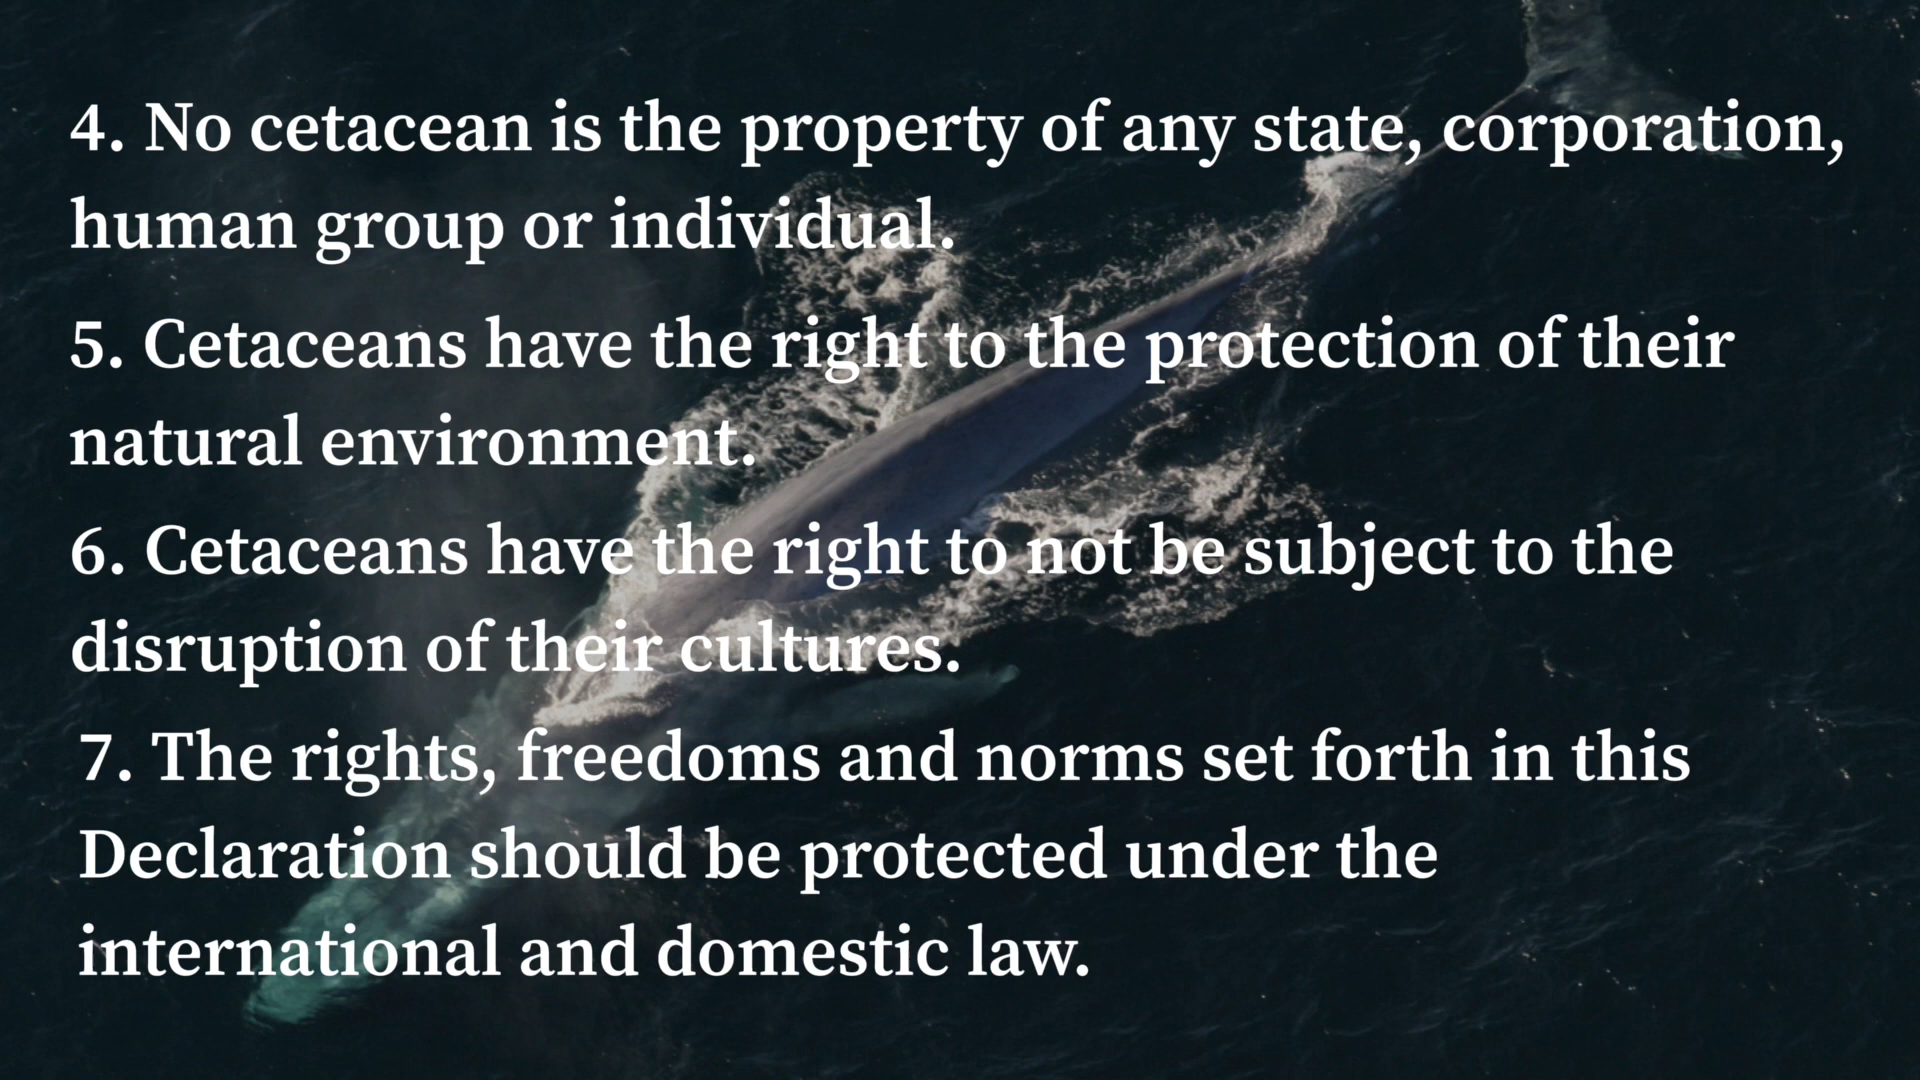 4. No cetacean is the property of any state, corporation,
human group or individual.
5. Cetaceans have the right to the protection of their
natural environment.
6. Cetaceans have the right to not be subject to the
disruption of their cultures.
7. The rights, freedoms and norms set forth in this
Declaration should be protected under the
international and domestic law.